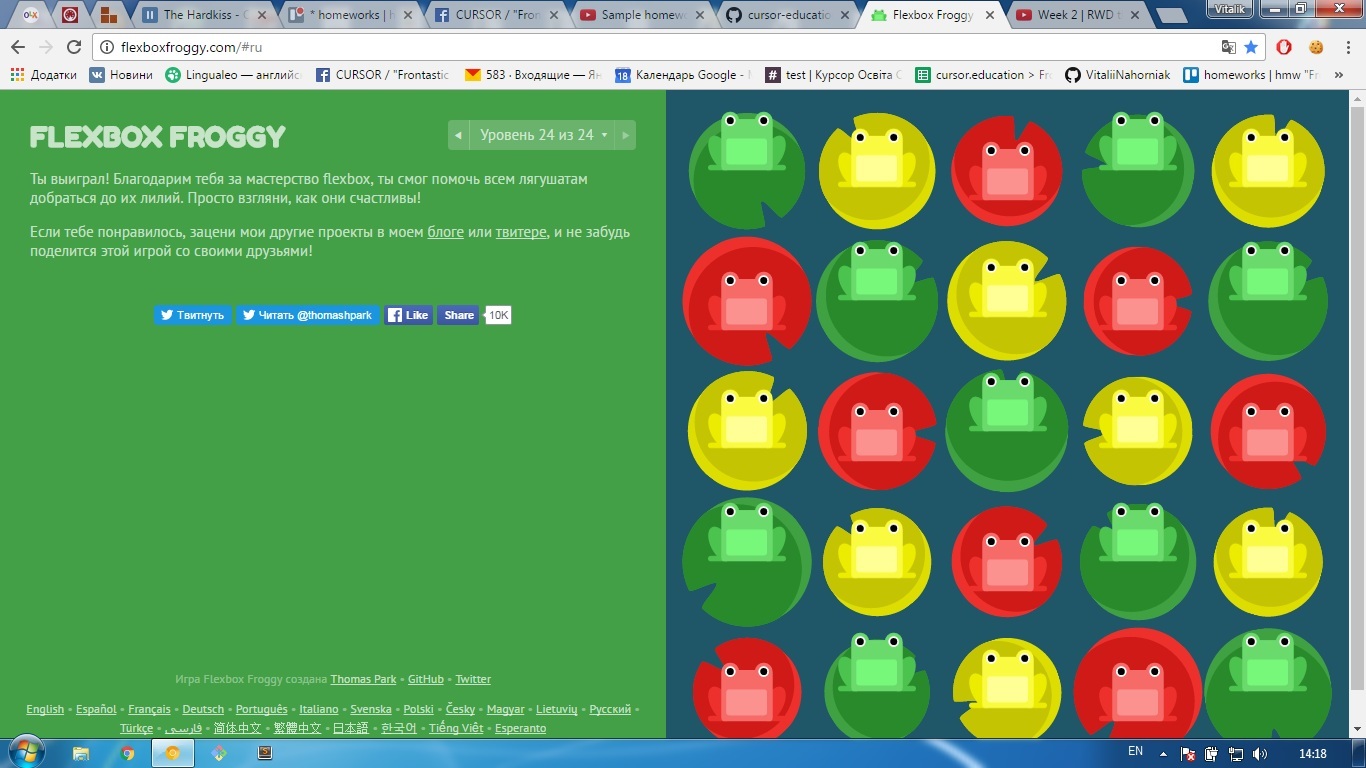 The Hardkiss - 
* homeworks | h
CURSOR / "Fron
Sample homew
cursor-educatio
Flexbox Froggy
Week 2 | RWD t
Vitalik
flexboxfroggy.com/#ru
Додатки
Новини
Lingualeo — английс
CURSOR / "Frontastic
583 · Входящие — Ян
Календарь Google -
test | Курсор Освіта
cursor.education > Fr
VitaliiNahorniak
homeworks | hmw "Fr
»
FLEXBOX FROGGY
Уровень 24 из 24
Ты выиграл! Благодарим тебя за мастерство flexbox, ты смог помочь всем лягушатам
добраться до их лилий. Просто взгляни, как они счастливы!
Если тебе понравилось, зацени мои другие проекты в моем блоге или твитере, и не забудь
поделится этой игрой со своими друзьями!
Твитнуть
Читать @thomashpark
Like
Share
10K
Игра Flexbox Froggy создана Thomas Park • GitHub • Twitter
English • Español • Français • Deutsch • Português • Italiano • Svenska • Polski • Česky • Magyar • Lietuvių • Русский •
Türkçe • فارسی • 简体中文 • 繁體中文 • 日本語 • 한국어 • Tiếng Việt • Esperanto
EN
14:18